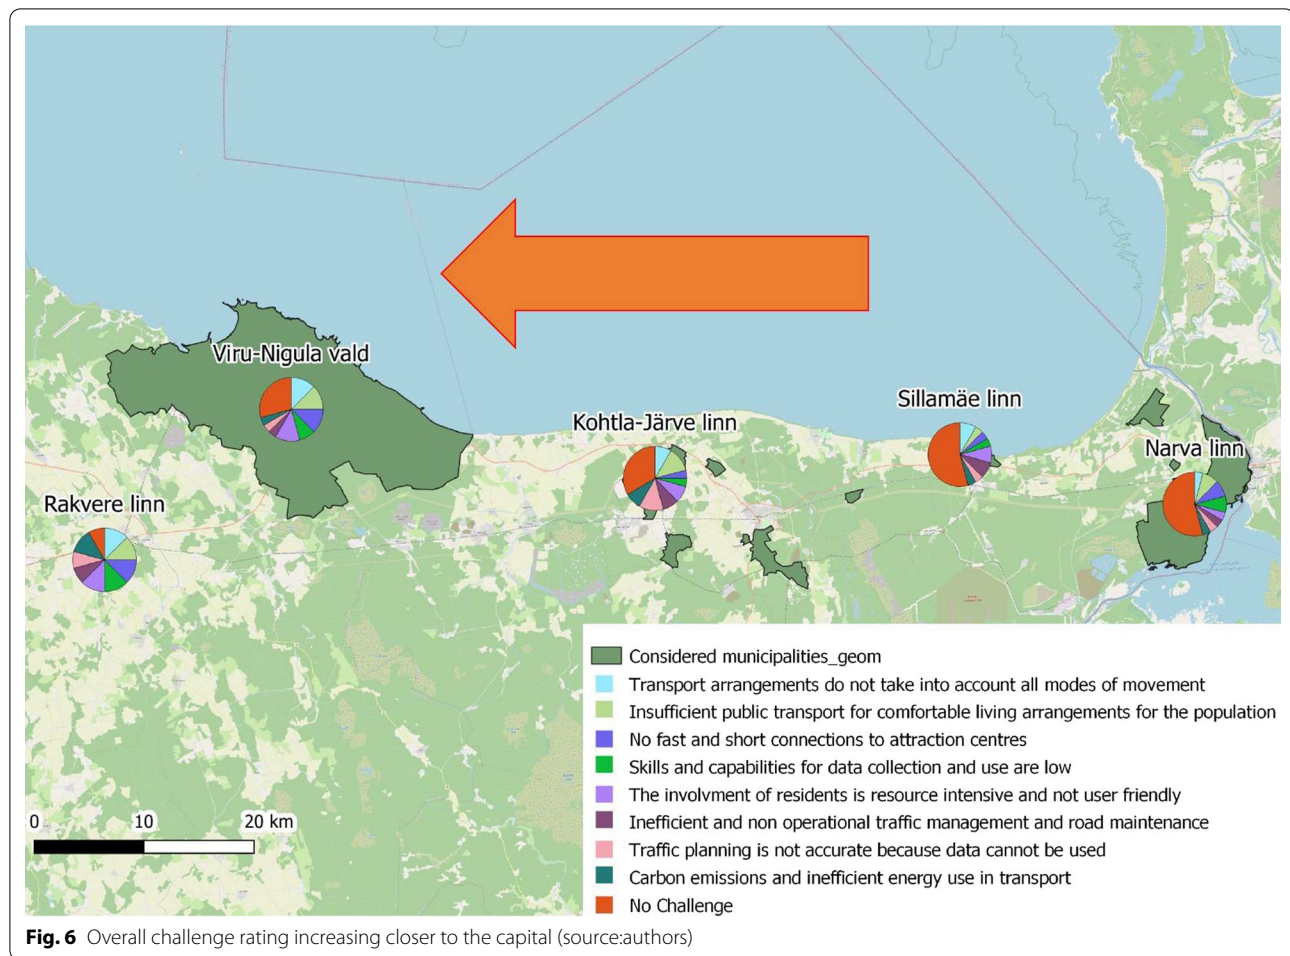 Viru-Nigula vald
Kohtla-Järve linn
Sillamäe linn
Narva linn
Rakvere linn
Considered municipalities_geom
Transport arrangements do not take into account all modes of movement
Insufficient public transport for comfortable living arrangements for the population
No fast and short connections to attraction centres
Skills and capabilities for data collection and use are low
The involvment of residents is resource intensive and not user friendly
Inefficient and non operational traffic management and road maintenance
Traffic planning is not accurate because data cannot be used
Carbon emissions and inefficient energy use in transport
No Challenge
0 10 20 km
Fig. 6 Overall challenge rating increasing closer to the capital (source:authors)